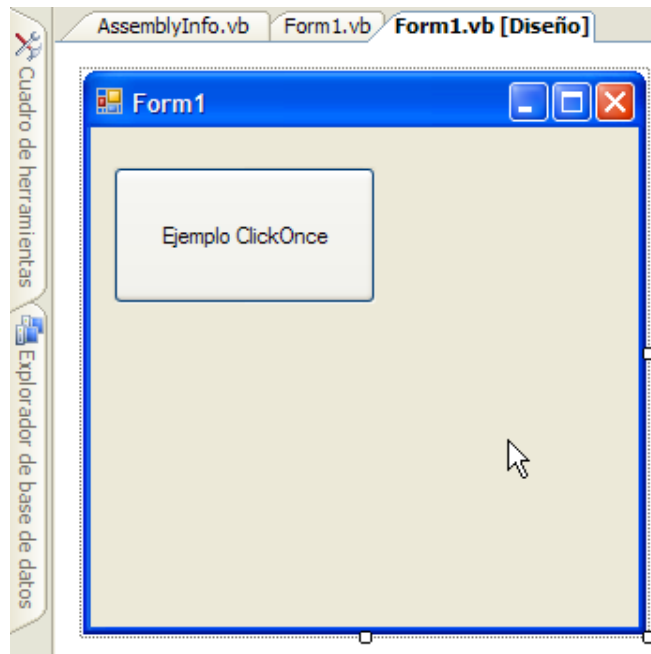 AssemblyInfo.vb
Form1.vb
Form1.vb [Diseño]
Cuadro de herramientas
Explorador de base de datos
Form1
Ejemplo ClickOnce